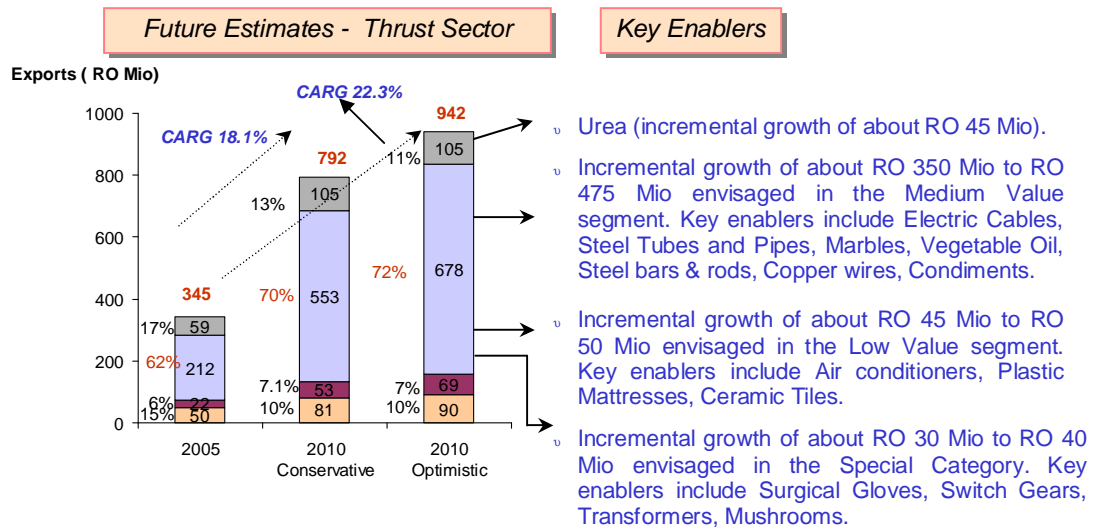 Future Estimates - Thrust Sector
Key Enablers
Exports ( RO Mio)
CARG 22.3%
CARG 18.1%
1000
800
600
400
200
0
345
17%
59
62%
212
6%
22
15%
50
792
13%
105
70%
553
7.1%
53
10%
81
942
11%
105
72%
678
7%
69
10%
90
2005
2010
Conservative
2010
Optimistic
υ Urea (incremental growth of about RO 45 Mio).
υ Incremental growth of about RO 350 Mio to RO
475 Mio envisaged in the Medium Value
segment. Key enablers include Electric Cables,
Steel Tubes and Pipes, Marbles, Vegetable Oil,
Steel bars & rods, Copper wires, Condiments.
υ Incremental growth of about RO 45 Mio to RO
50 Mio envisaged in the Low Value segment.
Key enablers include Air conditioners, Plastic
Mattresses, Ceramic Tiles.
υ Incremental growth of about RO 30 Mio to RO 40
Mio envisaged in the Special Category. Key
enablers include Surgical Gloves, Switch Gears,
Transformers, Mushrooms.